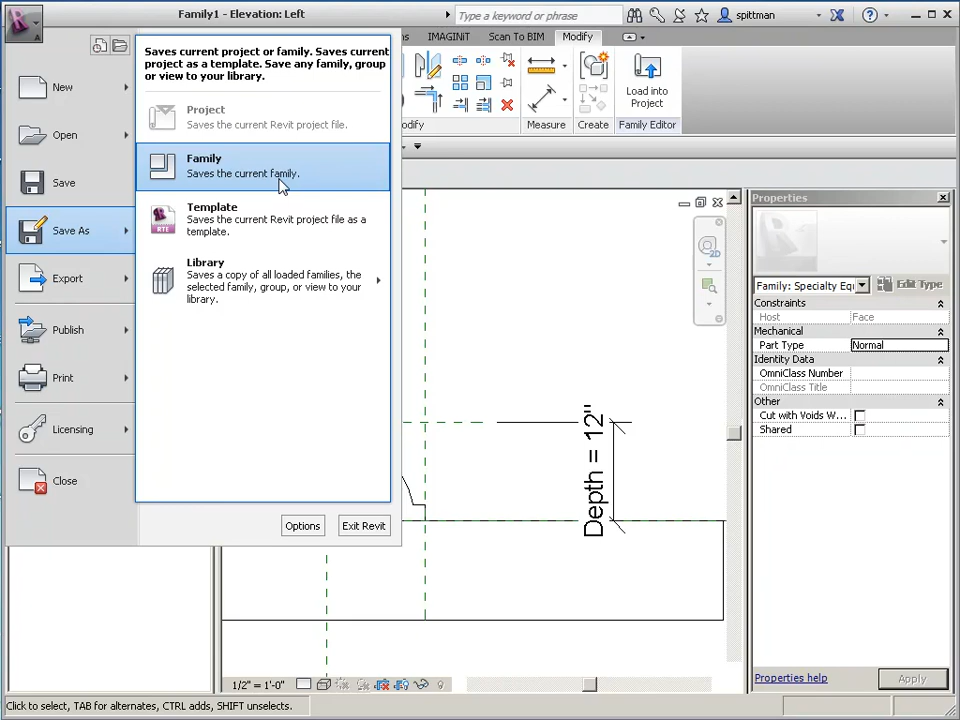 Family1 - Elevation: Left
Type a keyword or phrase
spittman
IMAGINiT
Scan To BIM
Modify
Saves current project or family. Saves current
project as a template. Save any family, group
or view to your library.
New
Open
Save
Save As
Export
Publish
Print
Licensing
Close
Project
Saves the current Revit project file.
Family
Saves the current family.
Template
Saves the current Revit project file as a
template.
RTE
Library
Saves a copy of all loaded families, the
selected family, group, or view to your
library.
Options
Exit Revit
Load into
Project
Measure
Create
Family Editor
2D
Depth = 12"
Properties
Family: Specialty Equ
Edit Type
Constraints
Host Face
Mechanical
Part Type Normal
Identity Data
OmniClass Number
OmniClass Title
Other
Cut with Voids W...
Shared
Properties help
Apply
1/2" = 1'-0"
Click to select, TAB for alternates, CTRL adds, SHIFT unselects.